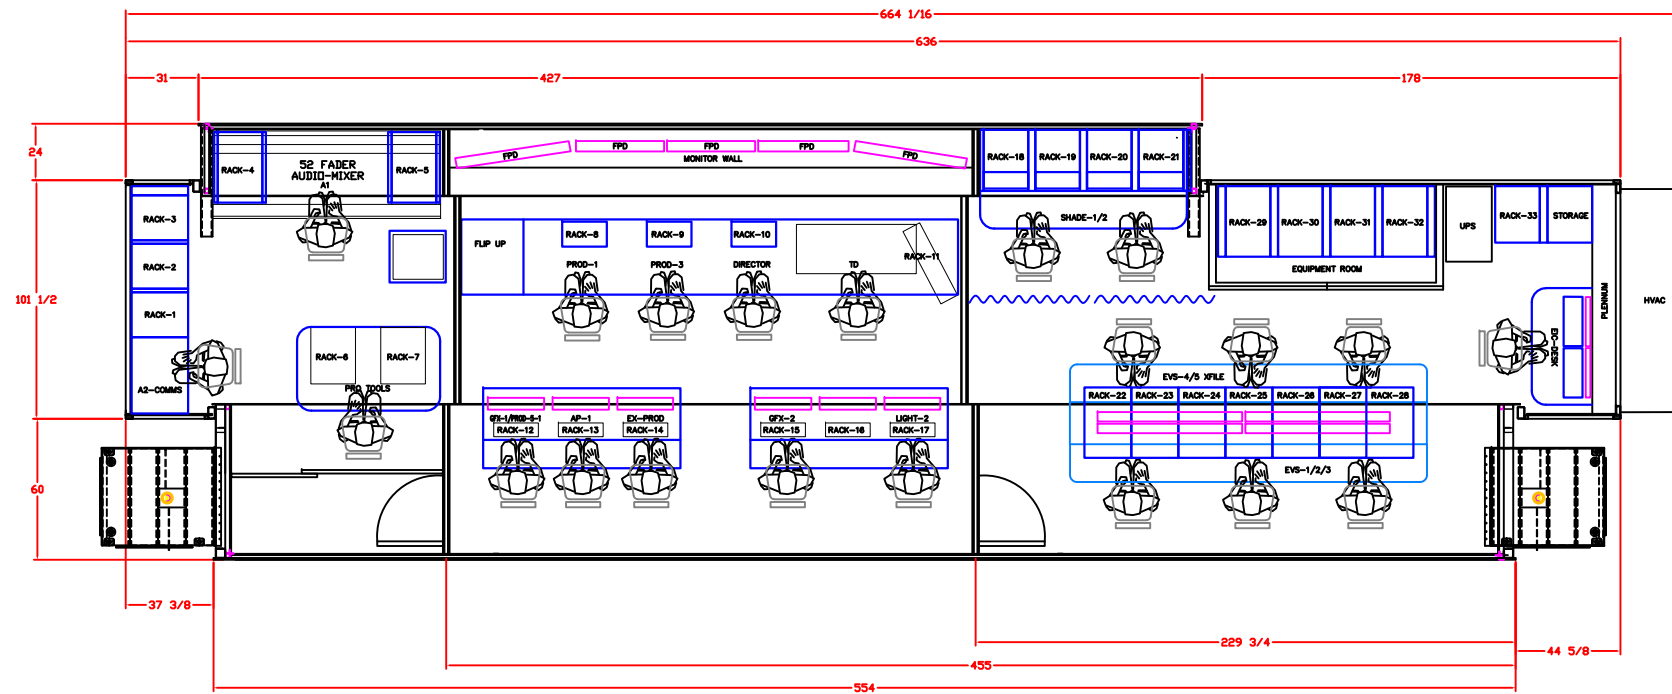 664 1/16
636
31
427
178
24
101 1/2
60
RACK-4
52 FADER
AUDIO-MIXER
A1
RACK-5
FPD
FPD
FPD
FPD
FPD
MONITOR WALL
RACK-18
RACK-19
RACK-20
RACK-21
SHADE-1/2
RACK-3
RACK-2
RACK-1
A2-COMMS
FLIP UP
RACK-8
RACK-9
RACK-10
RACK-11
PROD-1
PROD-3
DIRECTOR
TD
RACK-29
RACK-30
RACK-31
RACK-32
EQUIPMENT ROOM
UPS
RACK-33
STORAGE
PLENNUM
HVAC
EXC-DESK
RACK-6
RACK-7
PRO TOOLS
EVS-4/5 XFILE
RACK-22
RACK-23
RACK-24
RACK-25
RACK-26
RACK-27
RACK-28
EVS-1/2/3
AP-1
EX-PROD
RACK-12
RACK-13
RACK-14
GFX-2
LIGHT-2
RACK-15
RACK-16
RACK-17
37 3/8
229 3/4
44 5/8
455
554